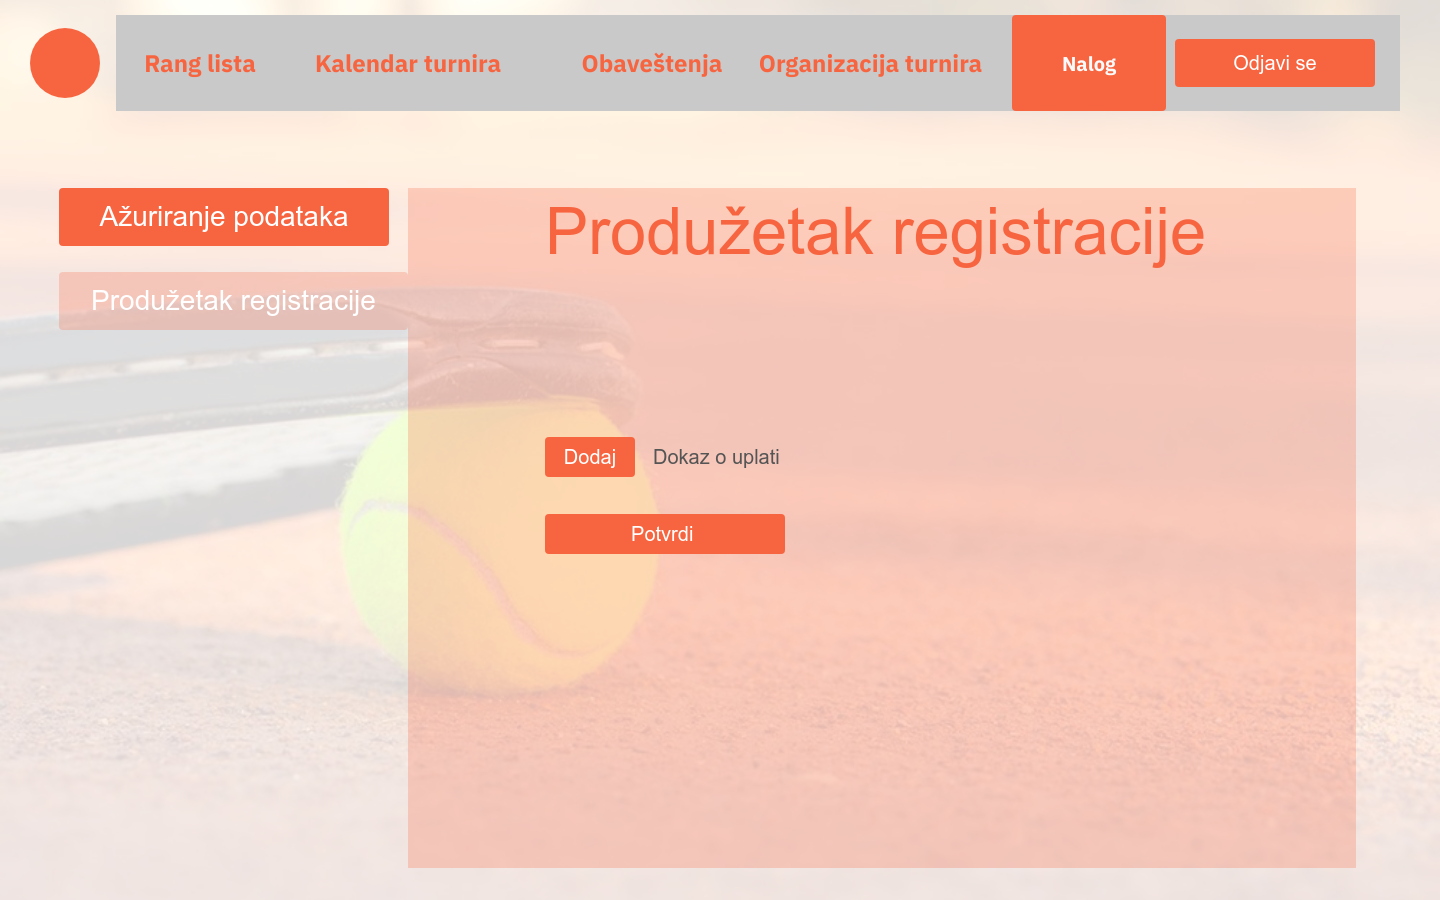 Rang lista
Kalendar turnira
Obaveštenja
Organizacija turnira
Nalog
Odjavi se
Ažuriranje podataka
Produžetak registracije
Produžetak registracije
Dodaj
Dokaz o uplati
Potvrdi